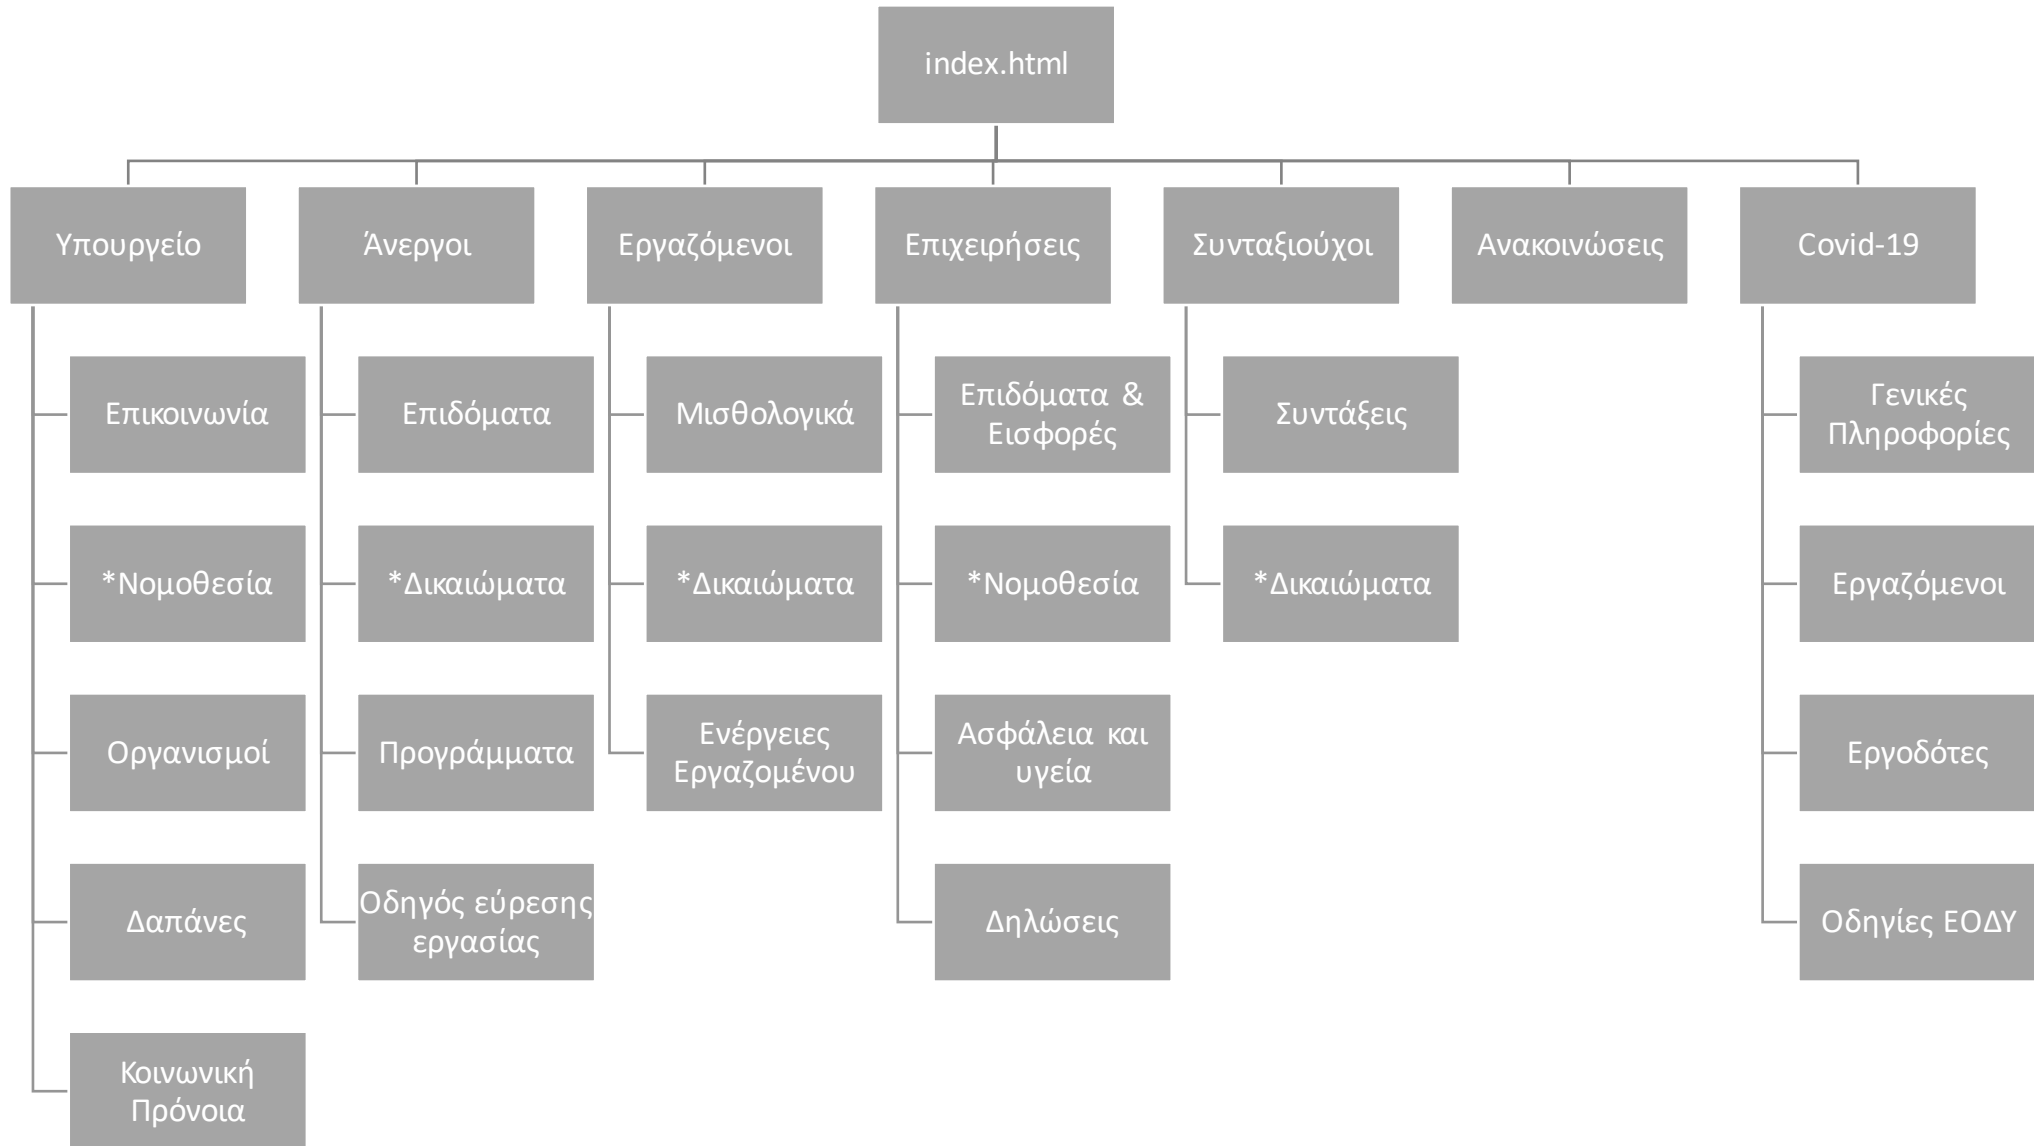 index.html
Υπουργείο
Άνεργοι
Εργαζόμενοι
Επιχειρήσεις
Συνταξιούχοι
Ανακοινώσεις
Covid-19
Επικοινωνία
*Νομοθεσία
Οργανισμοί
Δαπάνες
Κοινωνική
Πρόνοια
Επιδόματα
*Δικαιώματα
Προγράμματα
Οδηγός εύρεσης
εργασίας
Μισθολογικά
*Δικαιώματα
Ενέργειες
Εργαζομένου
Επιδόματα &
Εισφορές
*Νομοθεσία
Ασφάλεια και
υγεία
Δηλώσεις
Συντάξεις
*Δικαιώματα
Γενικές
Πληροφορίες
Εργαζόμενοι
Εργοδότες
Οδηγίες ΕΟΔΥ